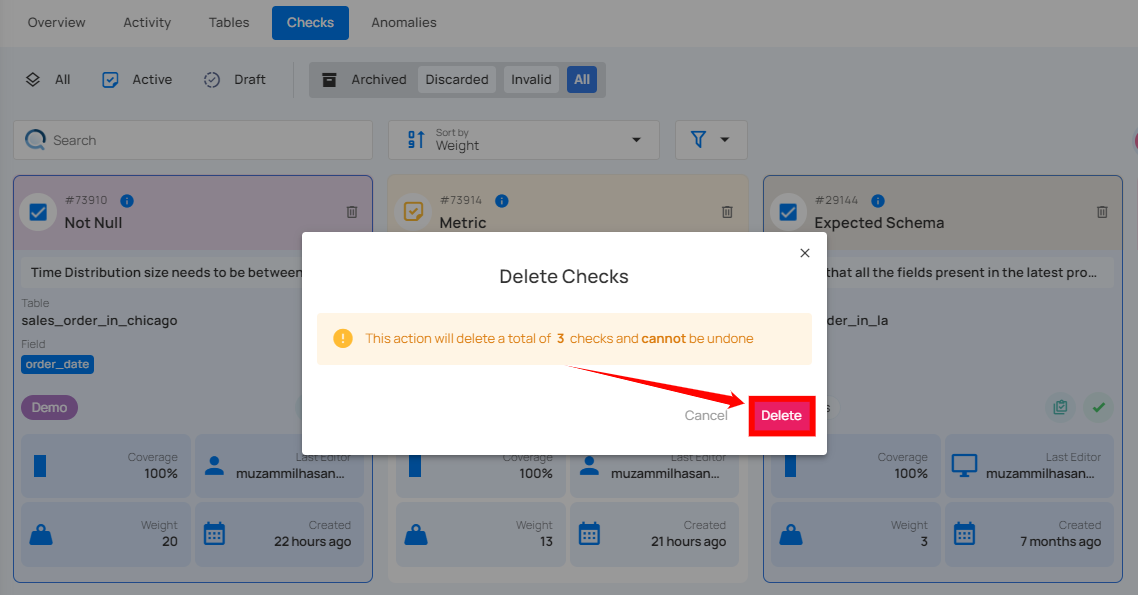 Overview Activity Tables Checks Anomalies
All Active Draft Archived Discarded Invalid All
Search
Sort by
Weight
#73910
Not Null
#73914
Metric
#29144
Expected Schema
Time Distribution size needs to be between
that all the fields present in the latest pro...
Table
sales_order_in_chicago
Field
order_date
Demo
Delete Checks
This action will delete a total of 3 checks and cannot be undone
Cancel
Delete
Coverage
100%
Last Editor
muzammilhasan...
Weight
20
Created
22 hours ago
Coverage
100%
Last Editor
muzammilhasan...
Weight
13
Created
21 hours ago
Coverage
100%
Last Editor
muzammilhasan...
Weight
3
Created
7 months ago